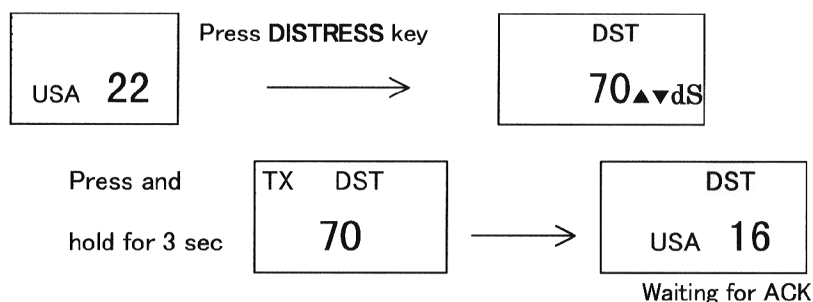 Press DISTRESS key
USA 22
DST
70▲▼dS
Press and
hold for 3 sec
TX DST
70
DST
USA 16
Waiting for ACK